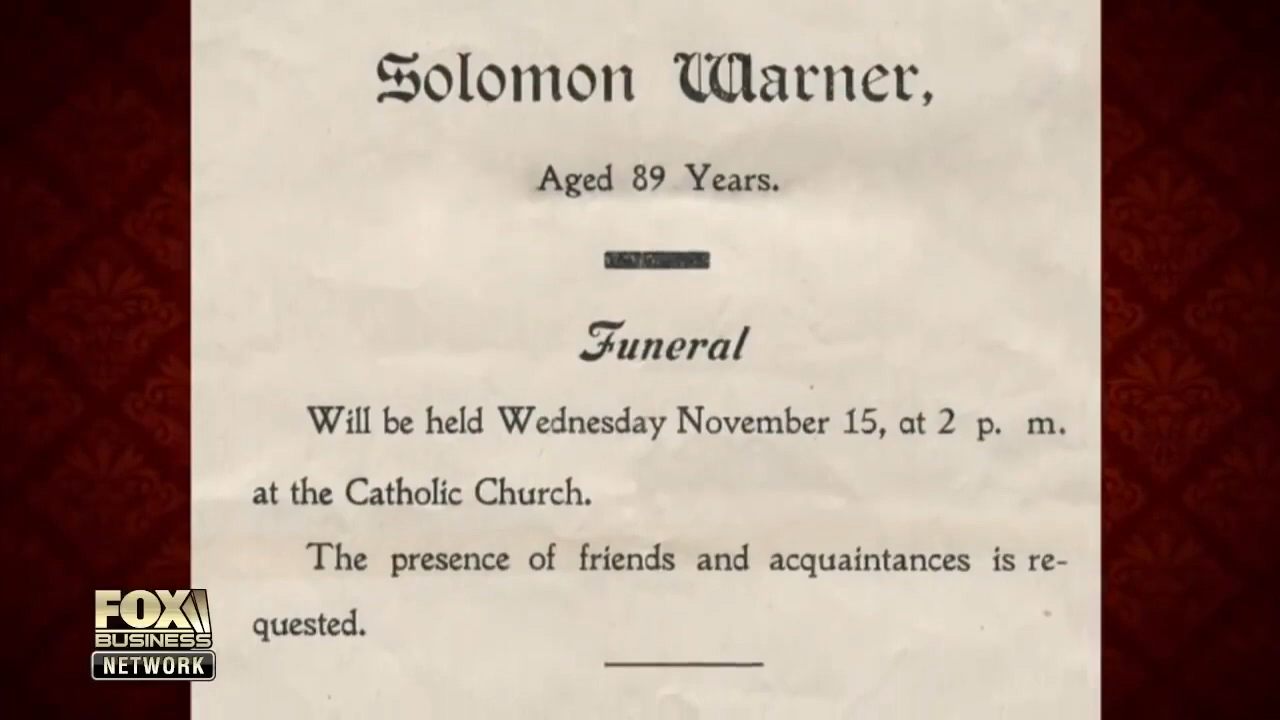 Solomon Warner,
Aged 89 Years.
Funeral
Will be held Wednesday November 15, at 2 p. m.
at the Catholic Church.
The presence of friends and acquaintances is re-
quested.
FOX
BUSINESS
NETWORK